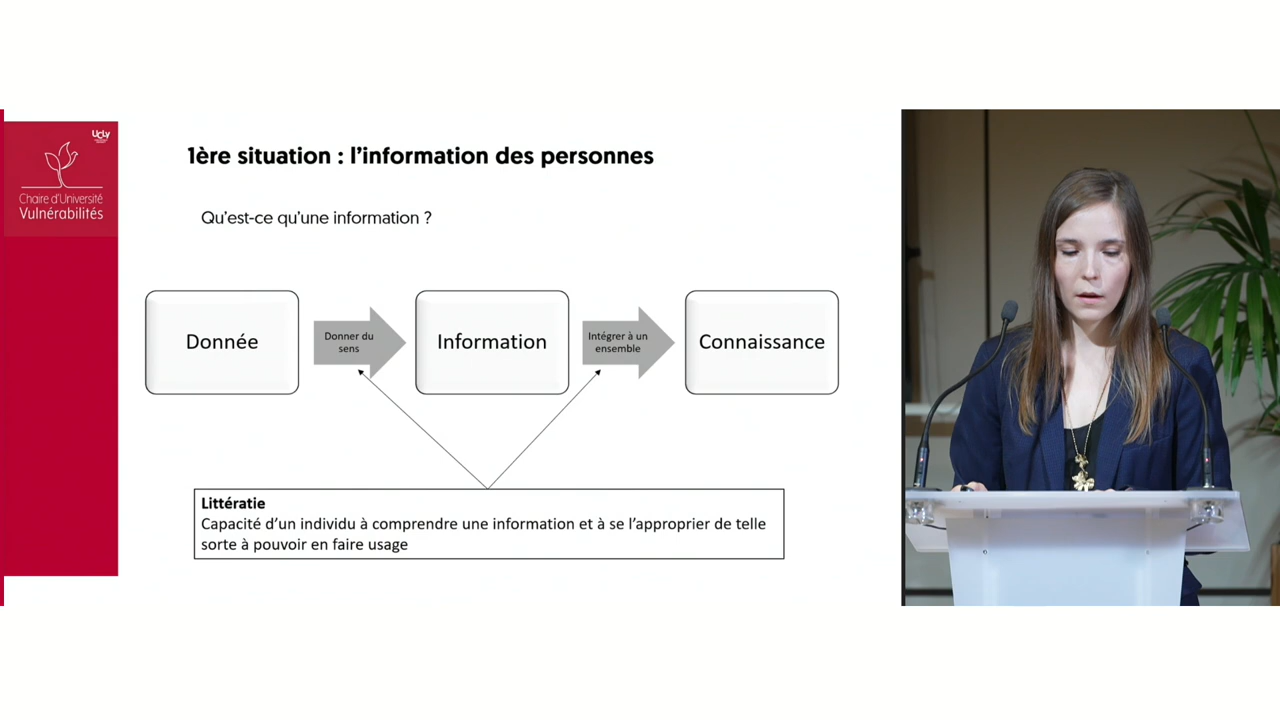 UCLy
Chaire d'Université
Vulnérabilités
1ère situation : l'information des personnes
Qu'est-ce qu'une information ?
Donnée
Donner du
sens
Information
Intégrer à un
ensemble
Connaissance
Littératie
Capacité d'un individu à comprendre une information et à se l'approprier de telle
sorte à pouvoir en faire usage